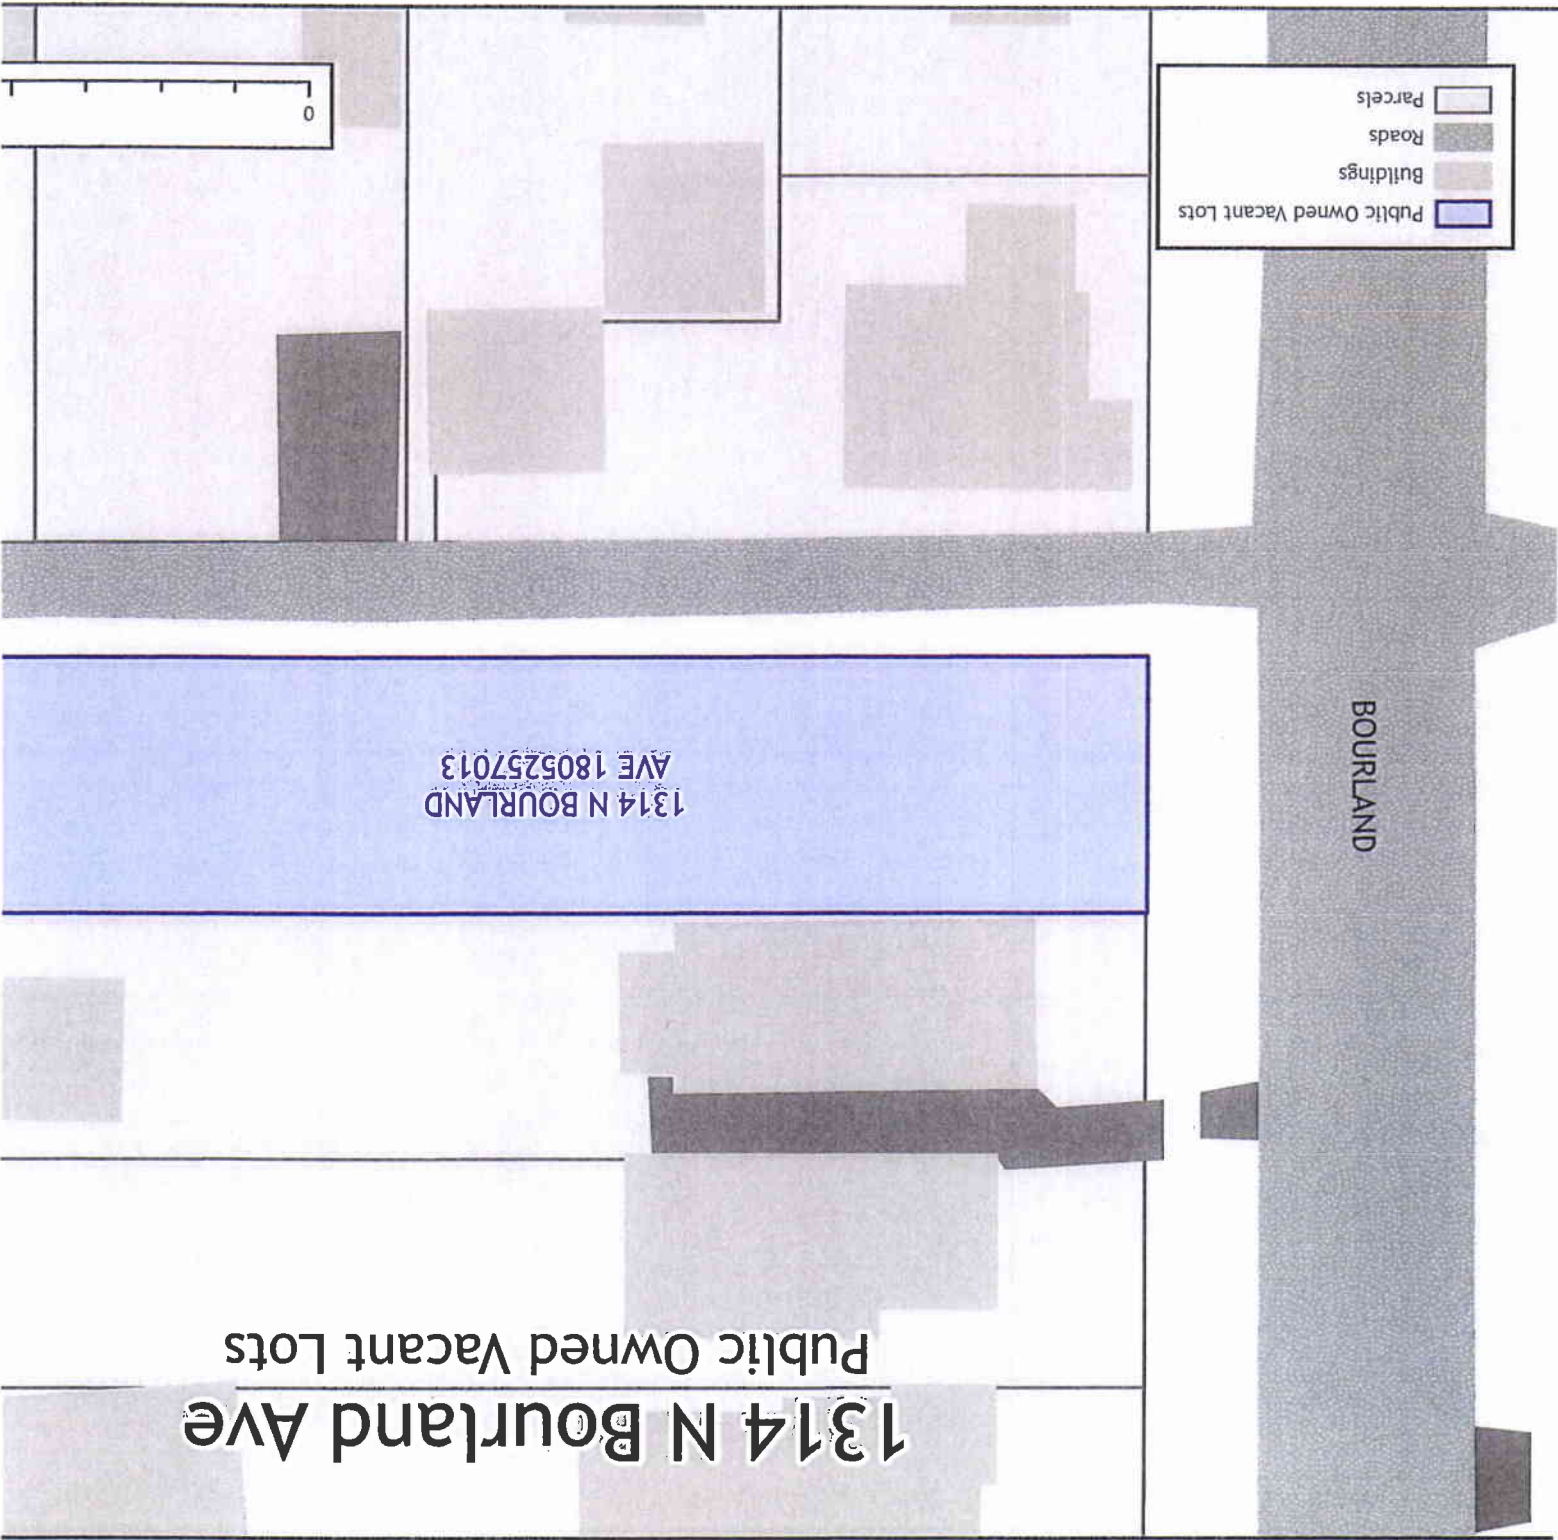 1314 N Bourland Ave
Public Owned Vacant Lots
BOURLAND
1314 N BOURLAND
AVE 1805257013
Public Owned Vacant Lots
Buildings
Roads
Parcels
0